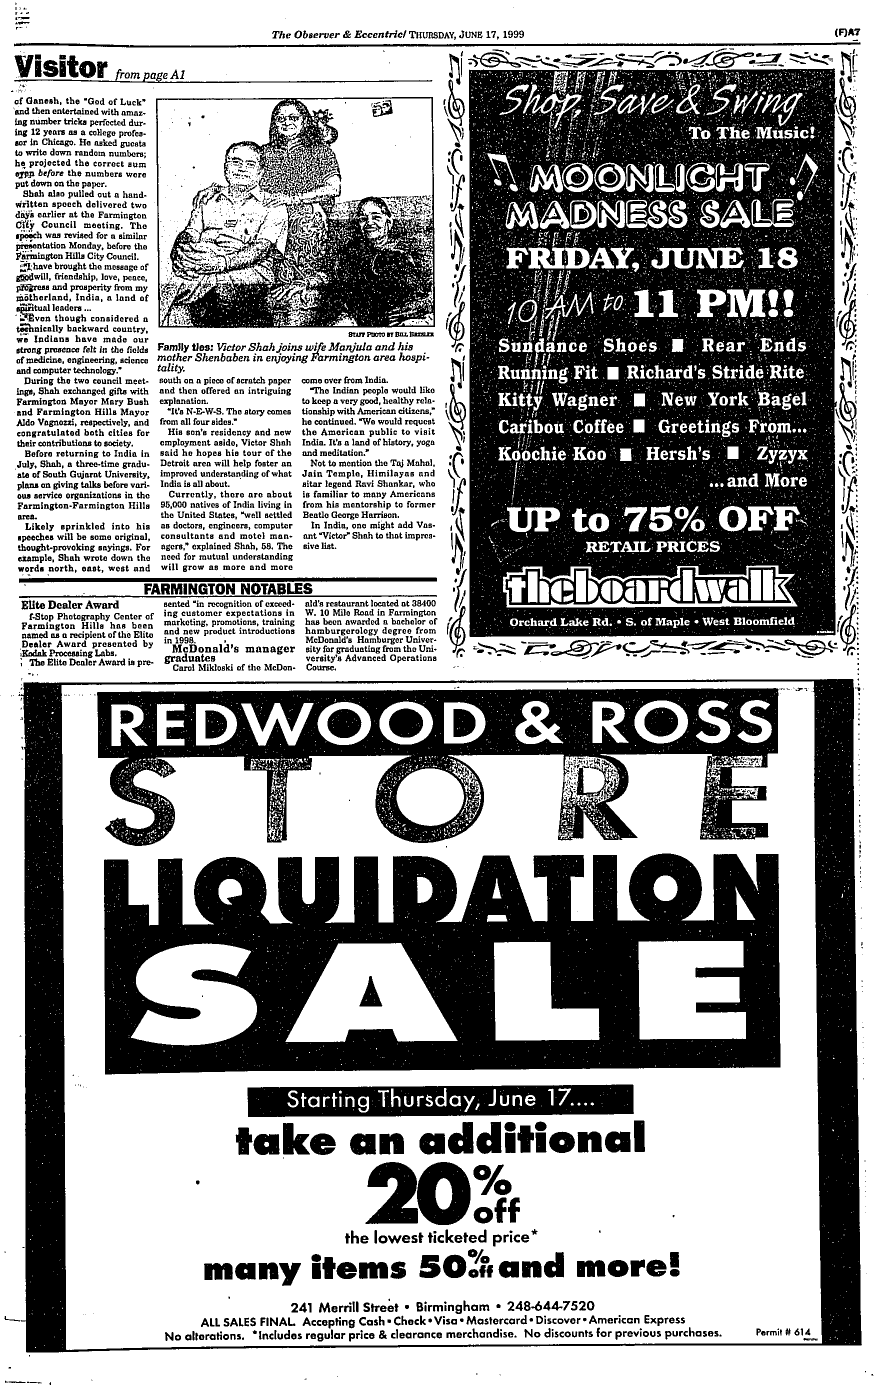 The Observer & Eccentric/ THURSDAY, JUNE 17, 1999
(F)A7
Visitor from page A1
of Ganesh, the "God of Luck"
and then entertained with amaz-
ing number tricks perfected dur-
ing 12 years as a college profes-
sor in Chicago. He asked guests
to write down random numbers;
he projected the correct sum
even before the numbers were
put down on the paper.
Shah also pulled out a hand-
written speech delivered two
days earlier at the Farmington
City Council meeting. The
speech was revised for a similar
presentation Monday, before the
Farmington Hills City Council.
"I have brought the message of
goodwill, friendship, love, peace,
progress and prosperity from my
motherland, India, a land of
spiritual leaders ...
"Even though considered a
technically backward country,
we Indians have made our
strong presence felt in the fields
of medicine, engineering, science
and computer technology."
During the two council meet-
ings, Shah exchanged gifts with
Farmington Mayor Mary Bush
and Farmington Hills Mayor
Aldo Vagnozzi, respectively, and
congratulated both cities for
their contributions to society.
Before returning to India in
July, Shah, a three-time gradu-
ate of South Gujarat University,
plans on giving talks before vari-
ous service organizations in the
Farmington-Farmington Hills
area.
Likely sprinkled into his
speeches will be some original,
thought-provoking sayings. For
example, Shah wrote down the
words north, east, west and
STAFF PHOTO BY BILL BRESLER
Family ties: Victor Shah joins wife Manjula and his
mother Shenbaben in enjoying Farmington area hospi-
tality.
south on a piece of scratch paper
and then offered an intriguing
explanation.
"It's N-E-W-S. The story comes
from all four sides."
His son's residency and new
employment aside, Victor Shah
said he hopes his tour of the
Detroit area will help foster an
improved understanding of what
India is all about.
Currently, there are about
95,000 natives of India living in
the United States, "well settled
as doctors, engineers, computer
consultants and motel man-
agers," explained Shah, 58. The
need for mutual understanding
will grow as more and more
come over from India.
"The Indian people would like
to keep a very good, healthy rela-
tionship with American citizens,"
he continued. "We would request
the American public to visit
India. It's a land of history, yoga
and meditation."
Not to mention the Taj Mahal,
Jain Temple, Himilayas and
sitar legend Ravi Shankar, who
is familiar to many Americans
from his mentorship to former
Beatle George Harrison.
In India, one might add Vas-
ant "Victor" Shah to that impres-
sive list.
FARMINGTON NOTABLES
Elite Dealer Award
f-Stop Photography Center of
Farmington Hills has been
named as a recipient of the Elite
Dealer Award presented by
Kodak Processing Labs.
The Elite Dealer Award is pre-
sented "in recognition of exceed-
ing customer expectations in
marketing, promotions, training
and new product introductions
in 1998.
McDonald's manager
graduates
Carol Mikloski of the McDon-
ald's restaurant located at 38400
W. 10 Mile Road in Farmington
has been awarded a bachelor of
hamburgerology degree from
McDonald's Hamburger Univer-
sity for graduating from the Uni-
versity's Advanced Operations
Course.
Shop, Save & Swing
To The Music!
MOONLIGHT
MADNESS SALE
FRIDAY, JUNE 18
10 AM to 11 PM!!
Sundance Shoes ■ Rear Ends
Running Fit ■ Richard's Stride Rite
Kitty Wagner ■ New York Bagel
Caribou Coffee ■ Greetings From...
Koochie Koo ■ Hersh's ■ Zyzyx
...and More
UP to 75% OFF
RETAIL PRICES
theboardwalk
Orchard Lake Rd. • S. of Maple • West Bloomfield
REDWOOD & ROSS
STORE
LIQUIDATION
SALE
Starting Thursday, June 17....
take an additional
20% off
the lowest ticketed price*
many items 50% off and more!
241 Merrill Street • Birmingham • 248-644-7520
ALL SALES FINAL. Accepting Cash • Check • Visa • Mastercard • Discover • American Express
No alterations. *Includes regular price & clearance merchandise. No discounts for previous purchases.
Permit # 614